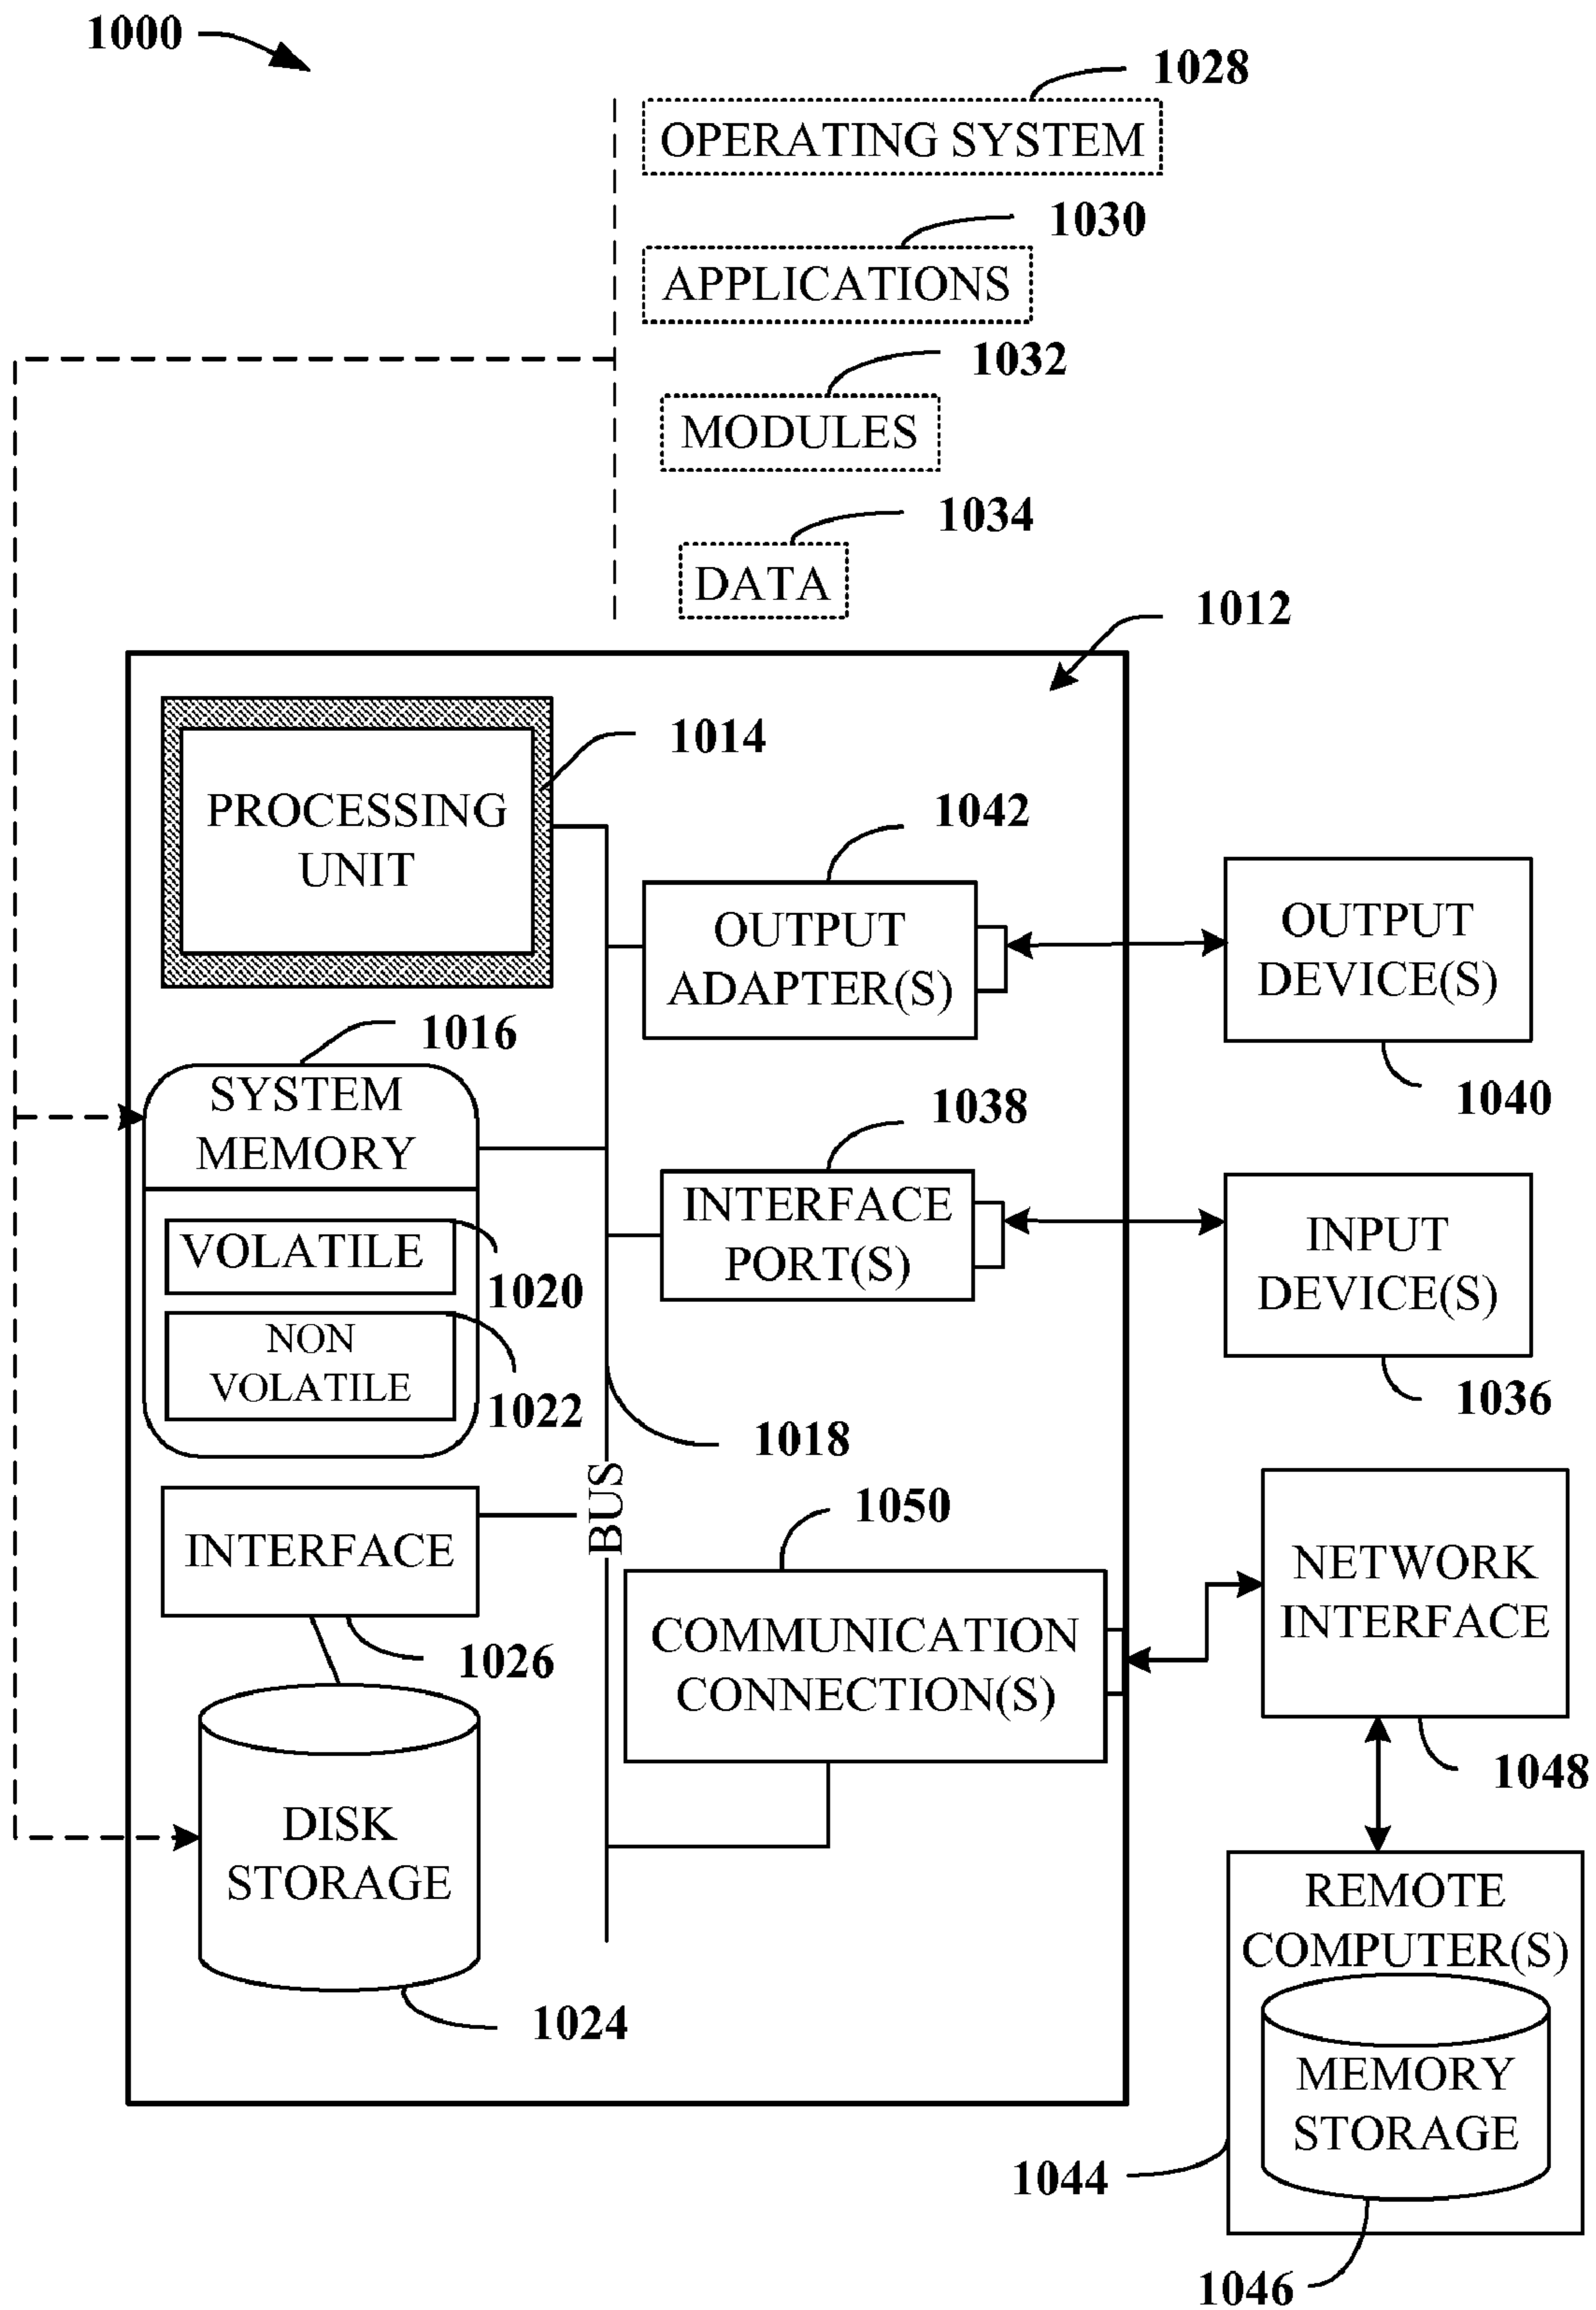 1000
1028
OPERATING SYSTEM
1030
APPLICATIONS
1032
MODULES
1034
DATA
1012
1014
PROCESSING
UNIT
1042
OUTPUT
ADAPTER(S)
OUTPUT
DEVICE(S)
1040
1016
SYSTEM
MEMORY
1038
INTERFACE
PORT(S)
INPUT
DEVICE(S)
1036
VOLATILE
1020
NON
VOLATILE
1022
1018
BUS
1050
INTERFACE
1026
COMMUNICATION
CONNECTION(S)
NETWORK
INTERFACE
1048
DISK
STORAGE
1024
REMOTE
COMPUTER(S)
MEMORY
STORAGE
1044
1046